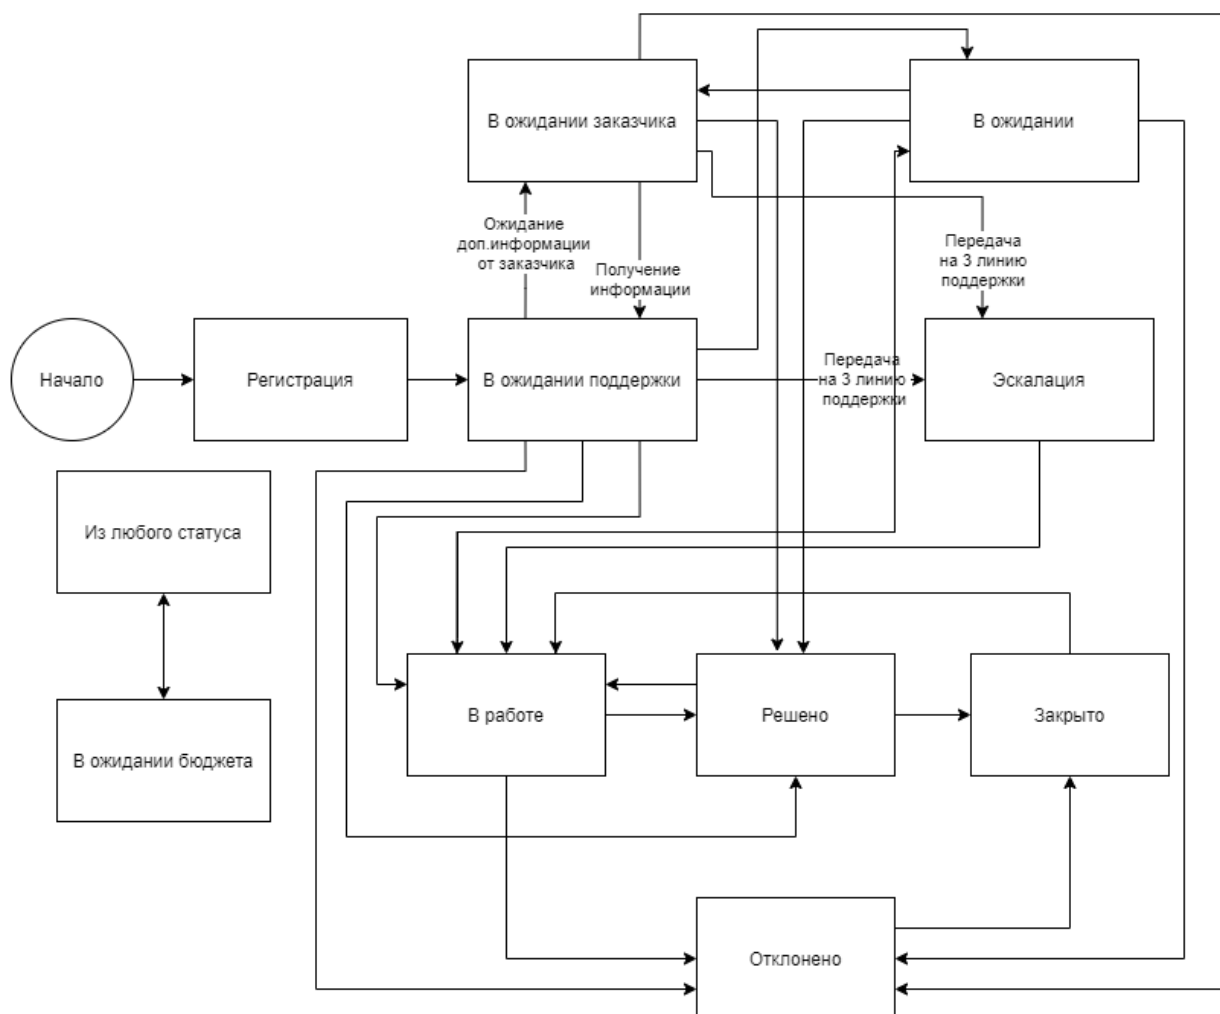 В ожидании заказчика
В ожидании
Ожидание
доп.информации
от заказчика
Получение
информации
Передача
на 3 линию
поддержки
Начало
Регистрация
В ожидании поддержки
Передача
на 3 линию
поддержки
Эскалация
Из любого статуса
В ожидании бюджета
В работе
Решено
Закрыто
Отклонено